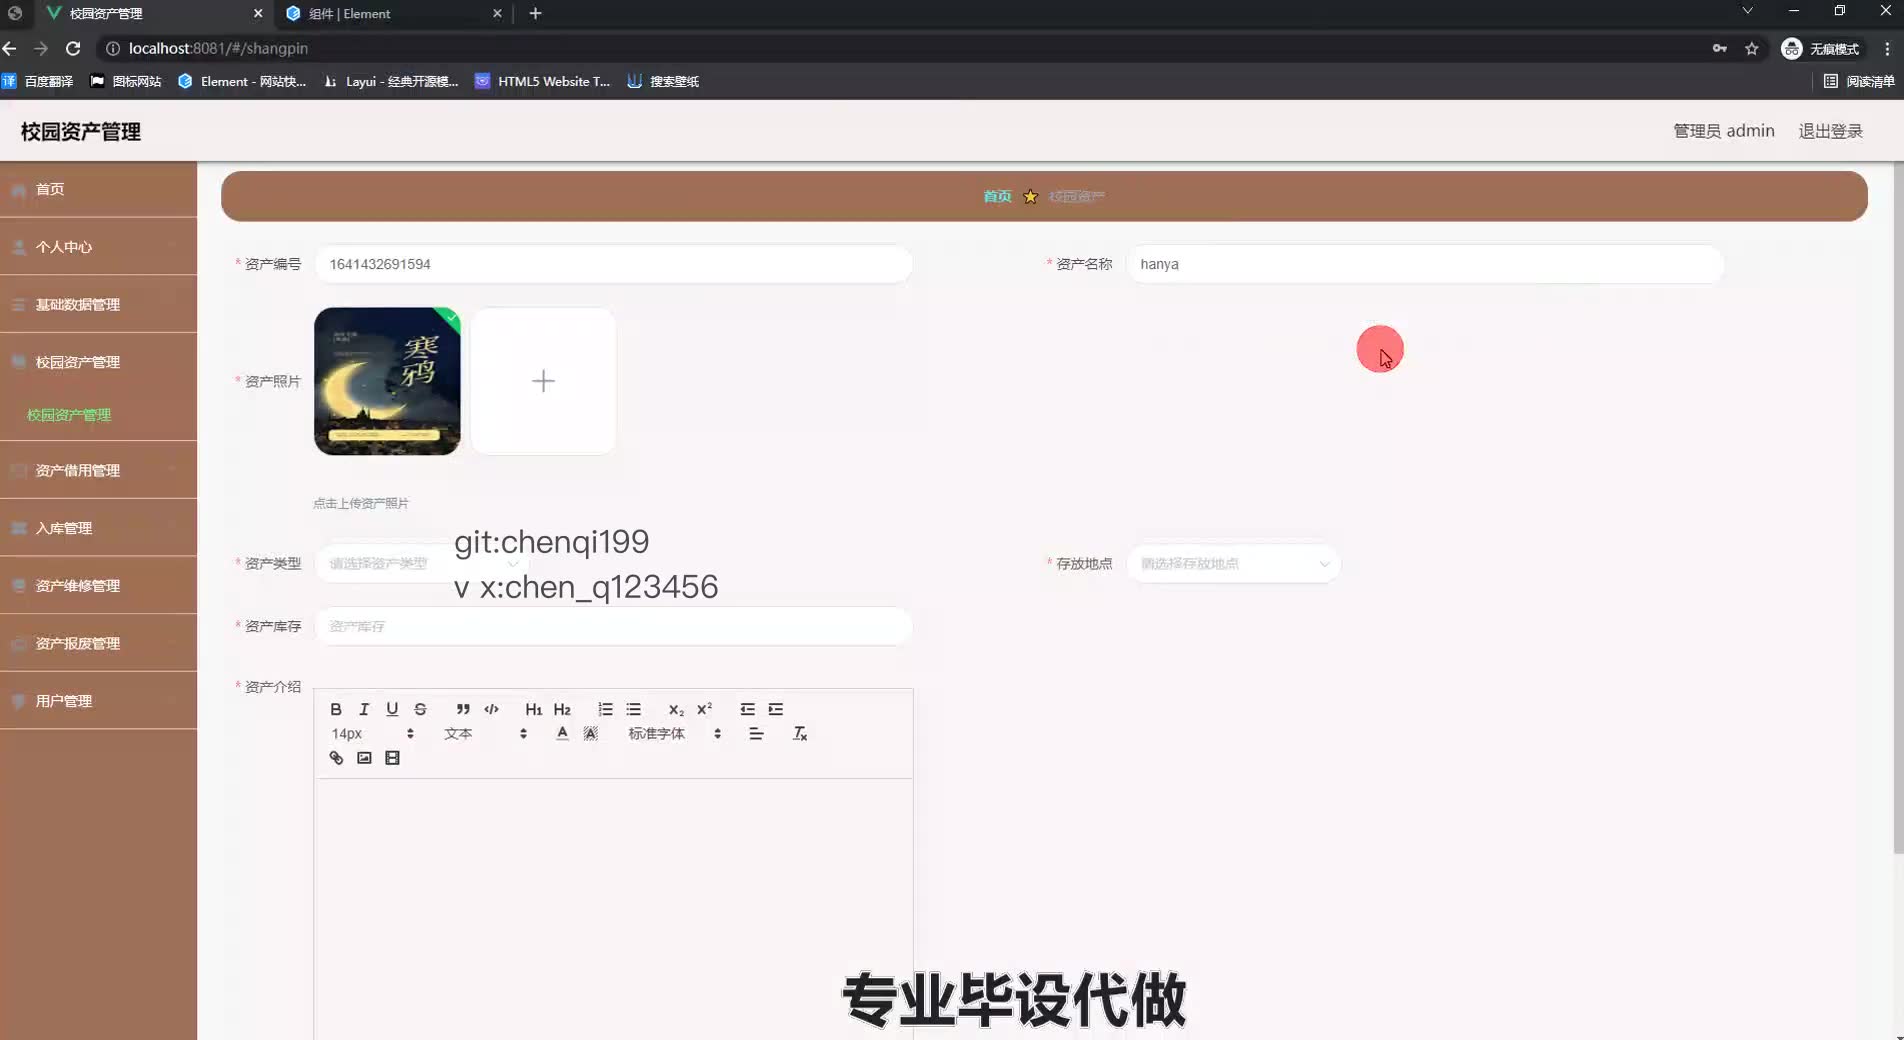 校园资产管理
组件 | Element
localhost:8081/#/shangpin
无痕模式
百度翻译
图标网站
Element - 网站快...
Layui - 经典开源模...
HTML5 Website T...
搜索壁纸
阅读清单
校园资产管理
管理员 admin
退出登录
首页
个人中心
基础数据管理
校园资产管理
校园资产管理
资产借用管理
入库管理
资产维修管理
资产报废管理
用户管理
首页 校园资产
* 资产编号 1641432691594
* 资产名称 hanya
* 资产照片
寒鸦
点击上传资产照片
* 资产类型 请选择资产类型
* 存放地点 请选择存放地点
git:chenqi199
v x:chen_q123456
* 资产库存 资产库存
* 资产介绍
B I U S H1 H2 x2 x2
14px 文本 A A 标准字体 Tx
专业毕设代做